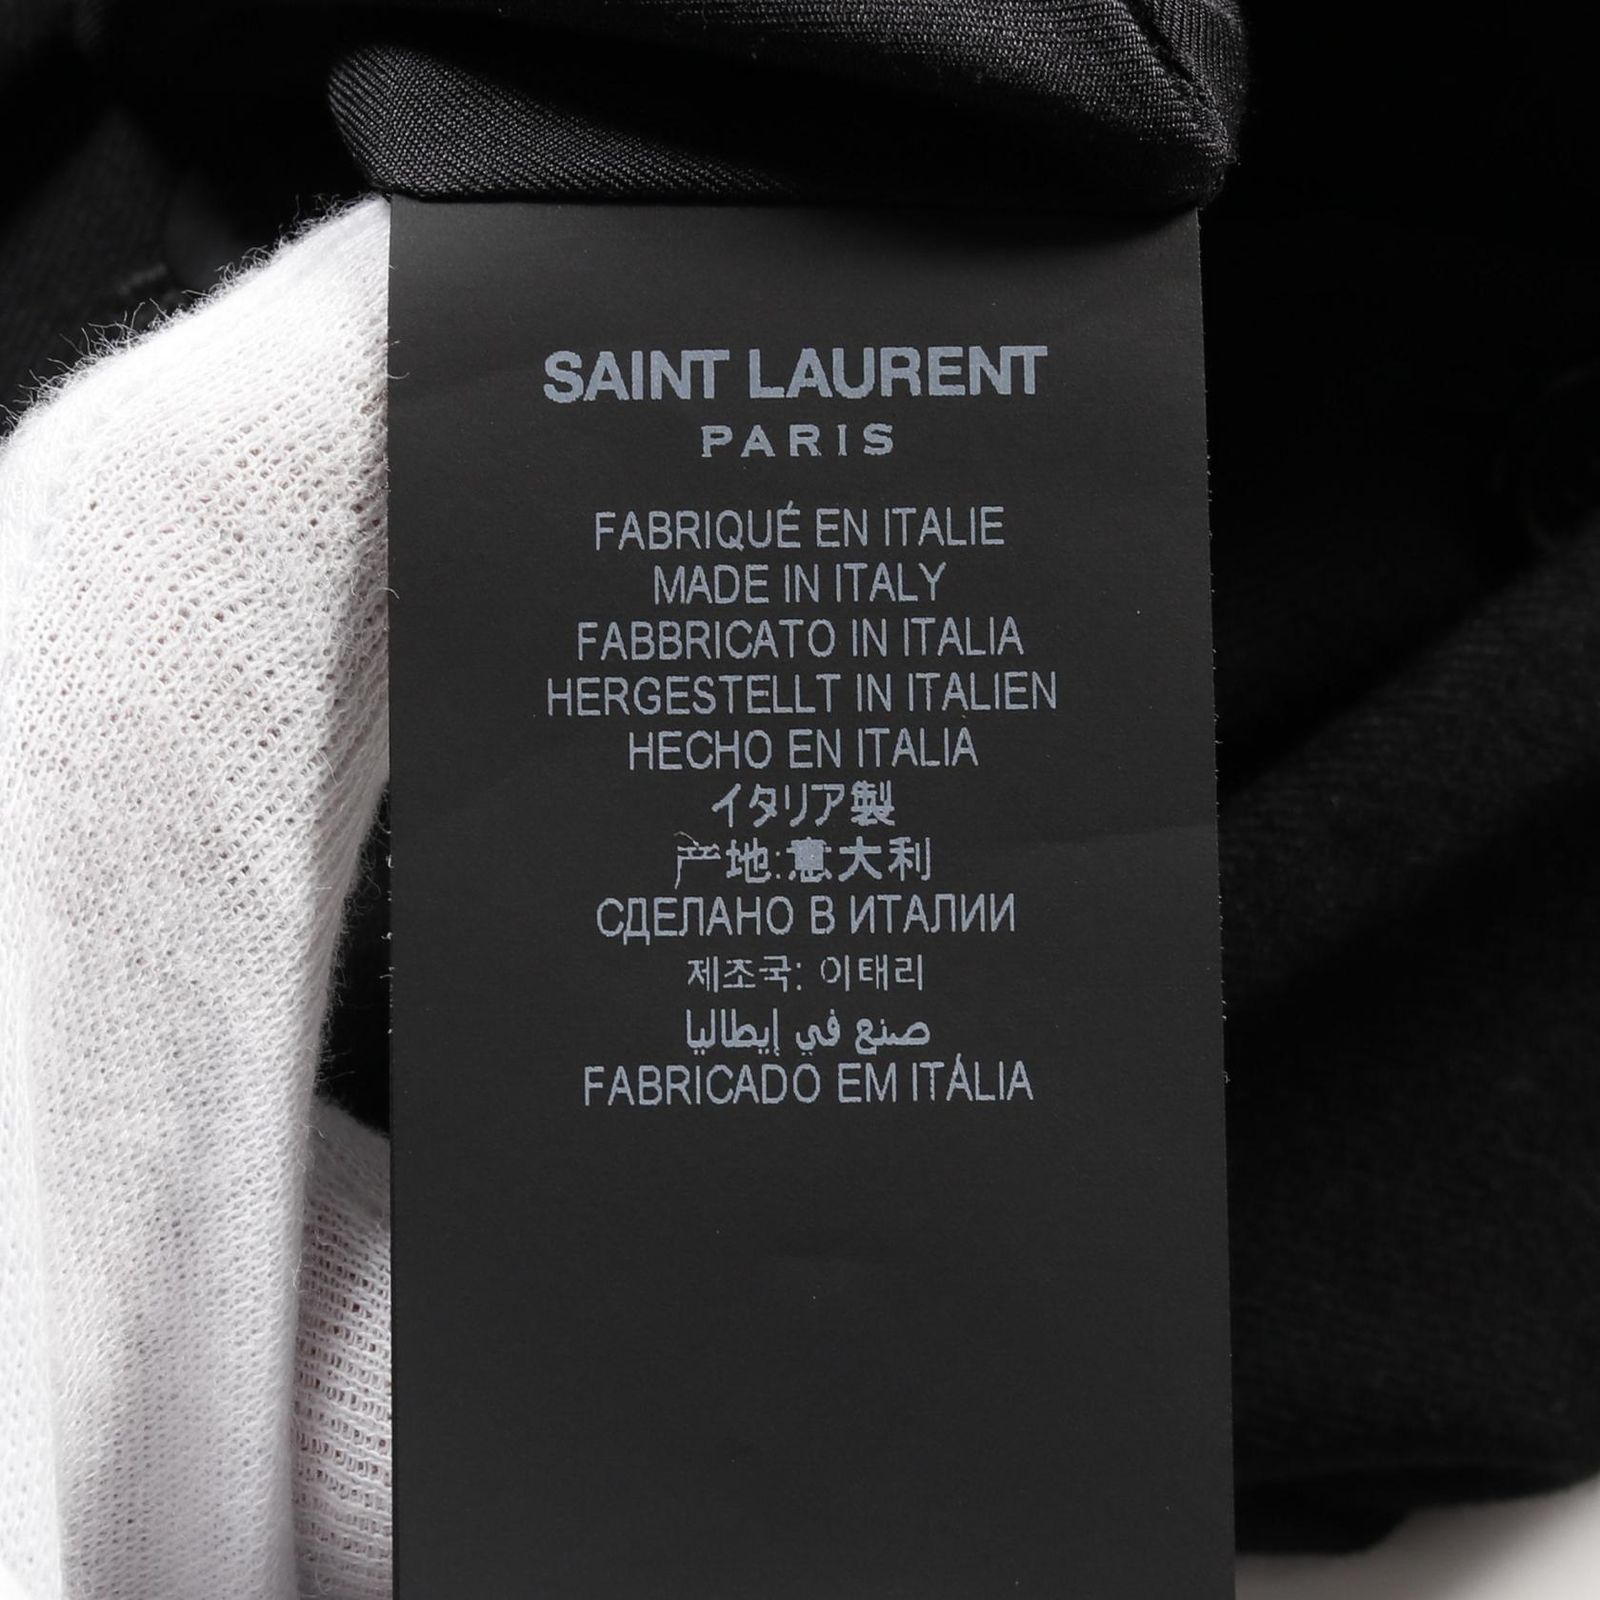 SAINT LAURENT
PARIS
FABRIQUÉ EN ITALIE
MADE IN ITALY
FABBRICATO IN ITALIA
HERGESTELLT IN ITALIEN
HECHO EN ITALIA
イタリア製
产地:意大利
СДЕЛАНО В ИТАЛИИ
제조국: 이태리
صنع في إيطاليا
FABRICADO EM ITÁLIA